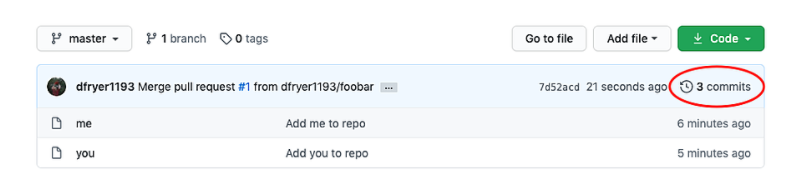 master 1 branch 0 tags Go to file Add file Code
dfryer1193 Merge pull request #1 from dfryer1193/foobar ... 7d52acd 21 seconds ago 3 commits
me Add me to repo 6 minutes ago
you Add you to repo 5 minutes ago